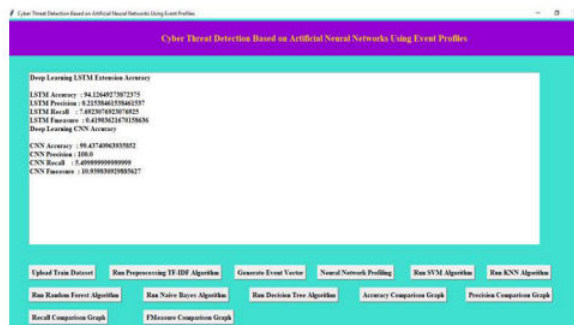 Cyber Threat Detection Based on Artificial Neural Networks Using Event Profiles
Cyber Threat Detection Based on Artificial Neural Networks Using Event Profiles
Deep Learning LSTM Extension Accuracy
LSTM Accuracy : 94.12649273872375
LSTM Precision : 0.21538461538461537
LSTM Recall : 7.6923076923076925
LSTM Fmeasure : 0.41903621670158636
Deep Learning CNN Accuracy
CNN Accuracy : 99.43740963935852
CNN Precision : 100.0
CNN Recall : 5.499999999999999
CNN Fmeasure : 10.939830929885627
Upload Train Dataset Run Preprocessing TF-IDF Algorithm Generate Event Vector Neural Network Profiling Run SVM Algorithm Run KNN Algorithm
Run Random Forest Algorithm Run Naive Bayes Algorithm Run Decision Tree Algorithm Accuracy Comparison Graph Precision Comparison Graph
Recall Comparison Graph FMeasure Comparison Graph